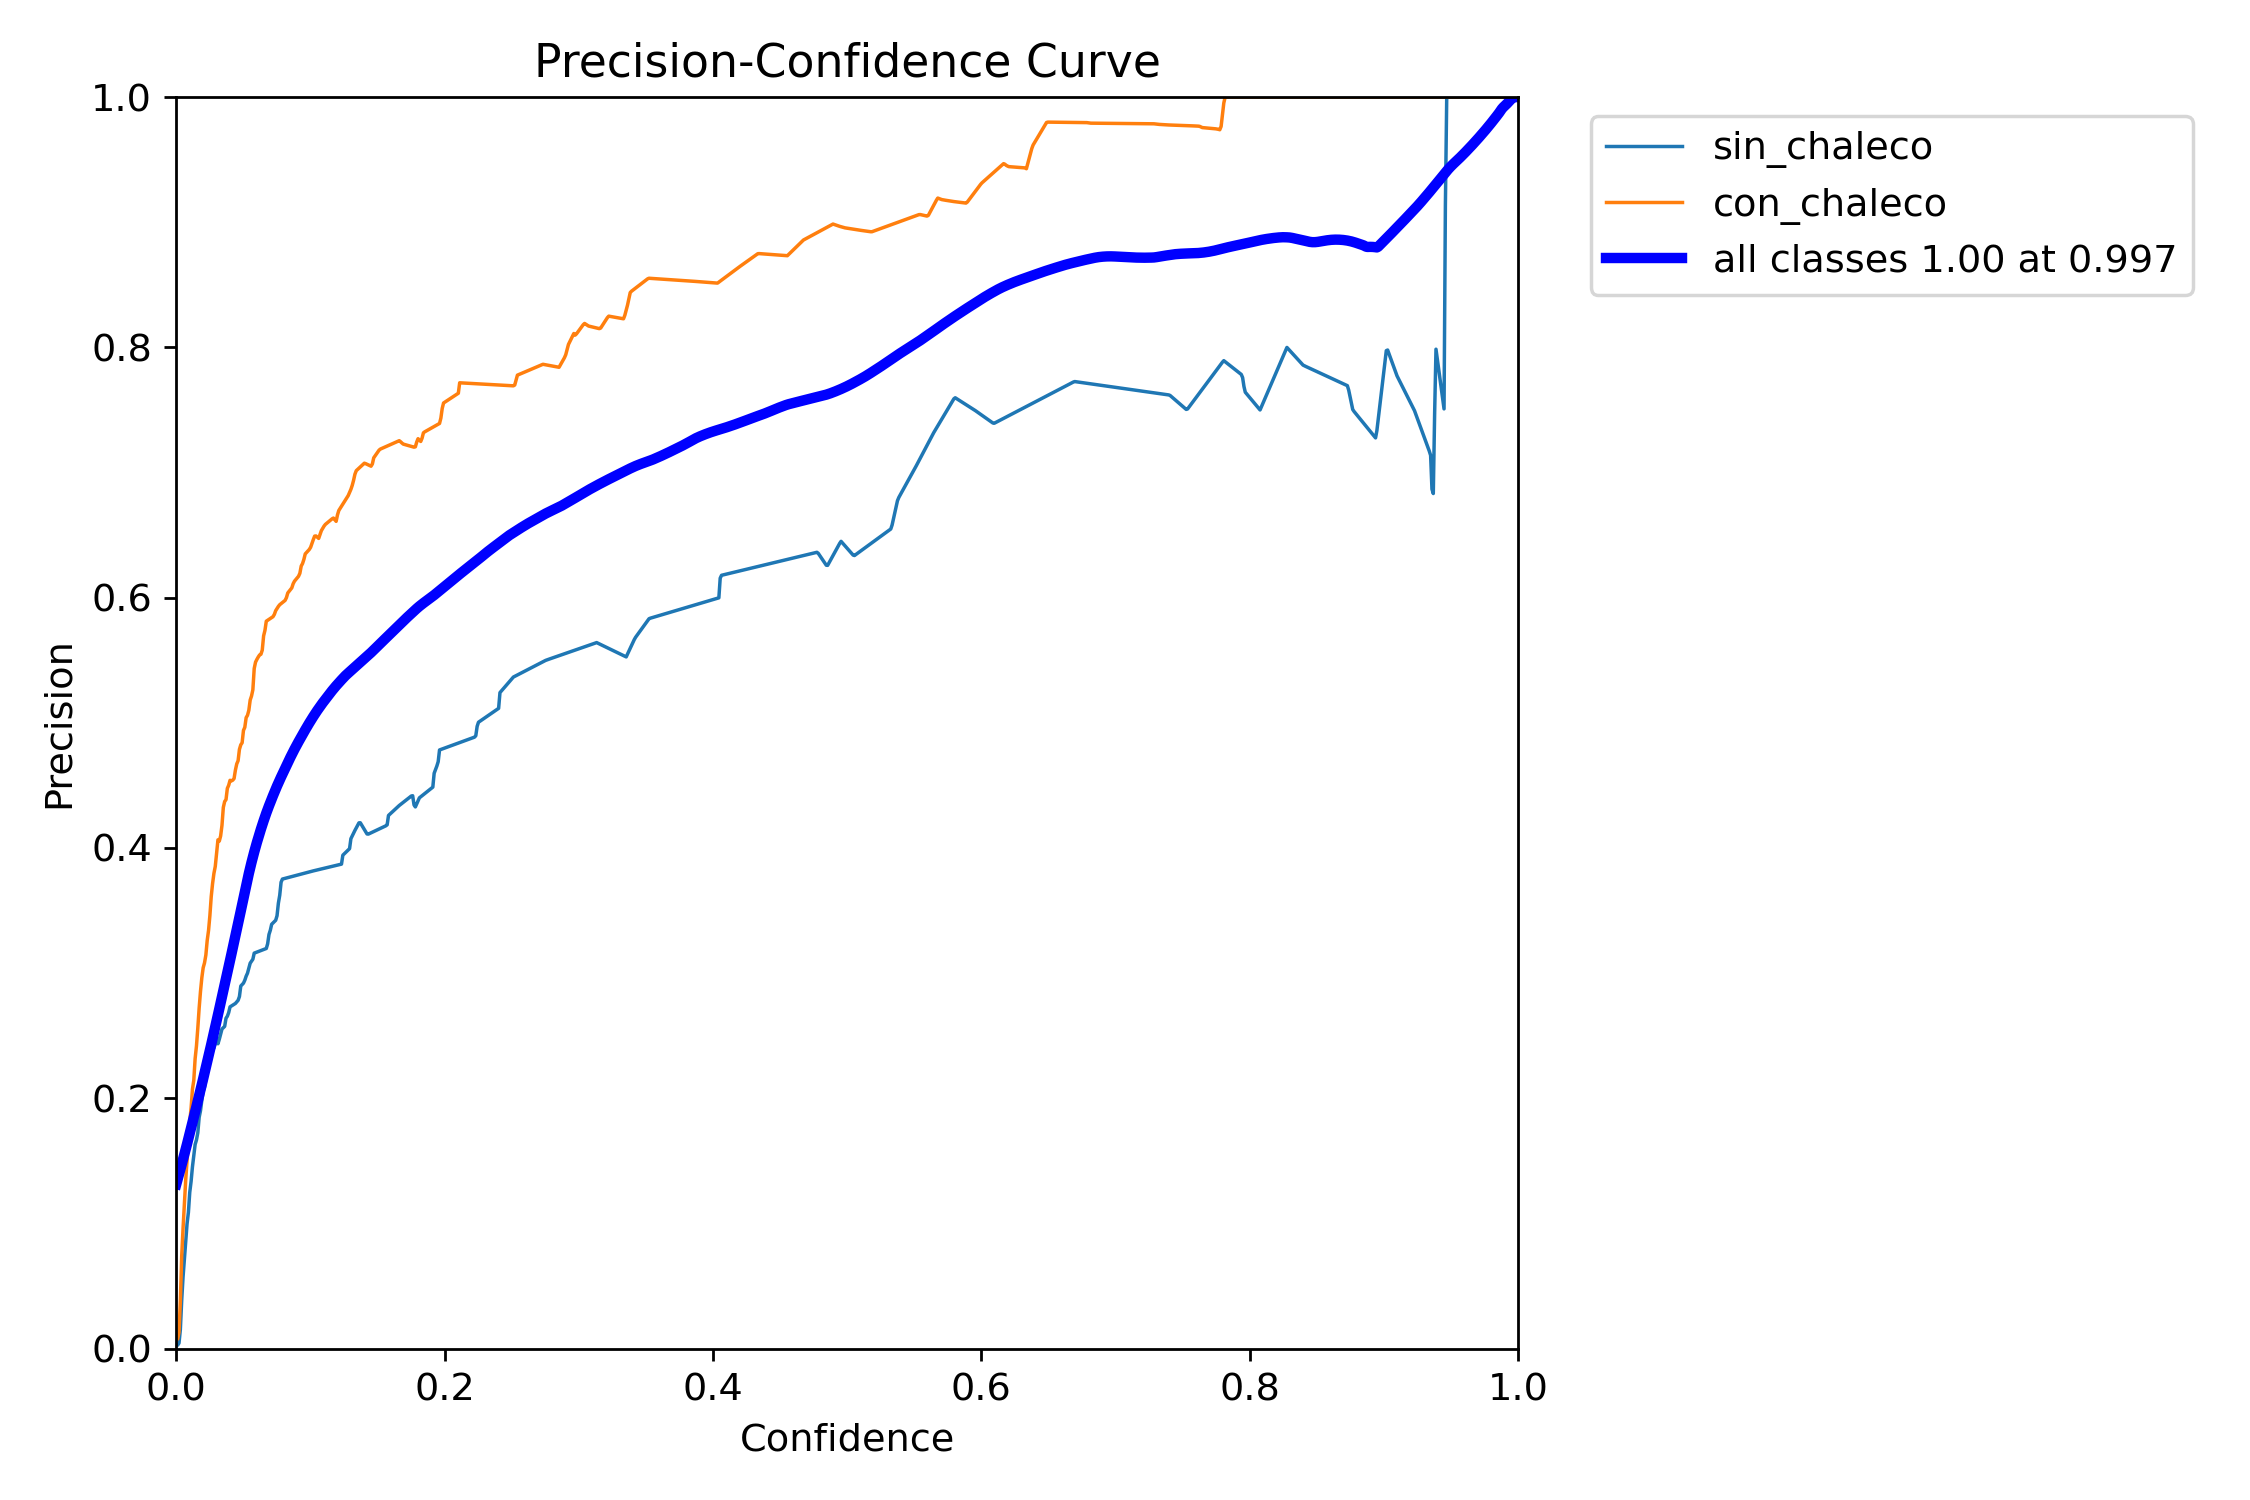 Precision-Confidence Curve
1.0
0.8
0.6
0.4
0.2
0.0
Precision
0.0 0.2 0.4 0.6 0.8 1.0
Confidence
sin_chaleco
con_chaleco
all classes 1.00 at 0.997